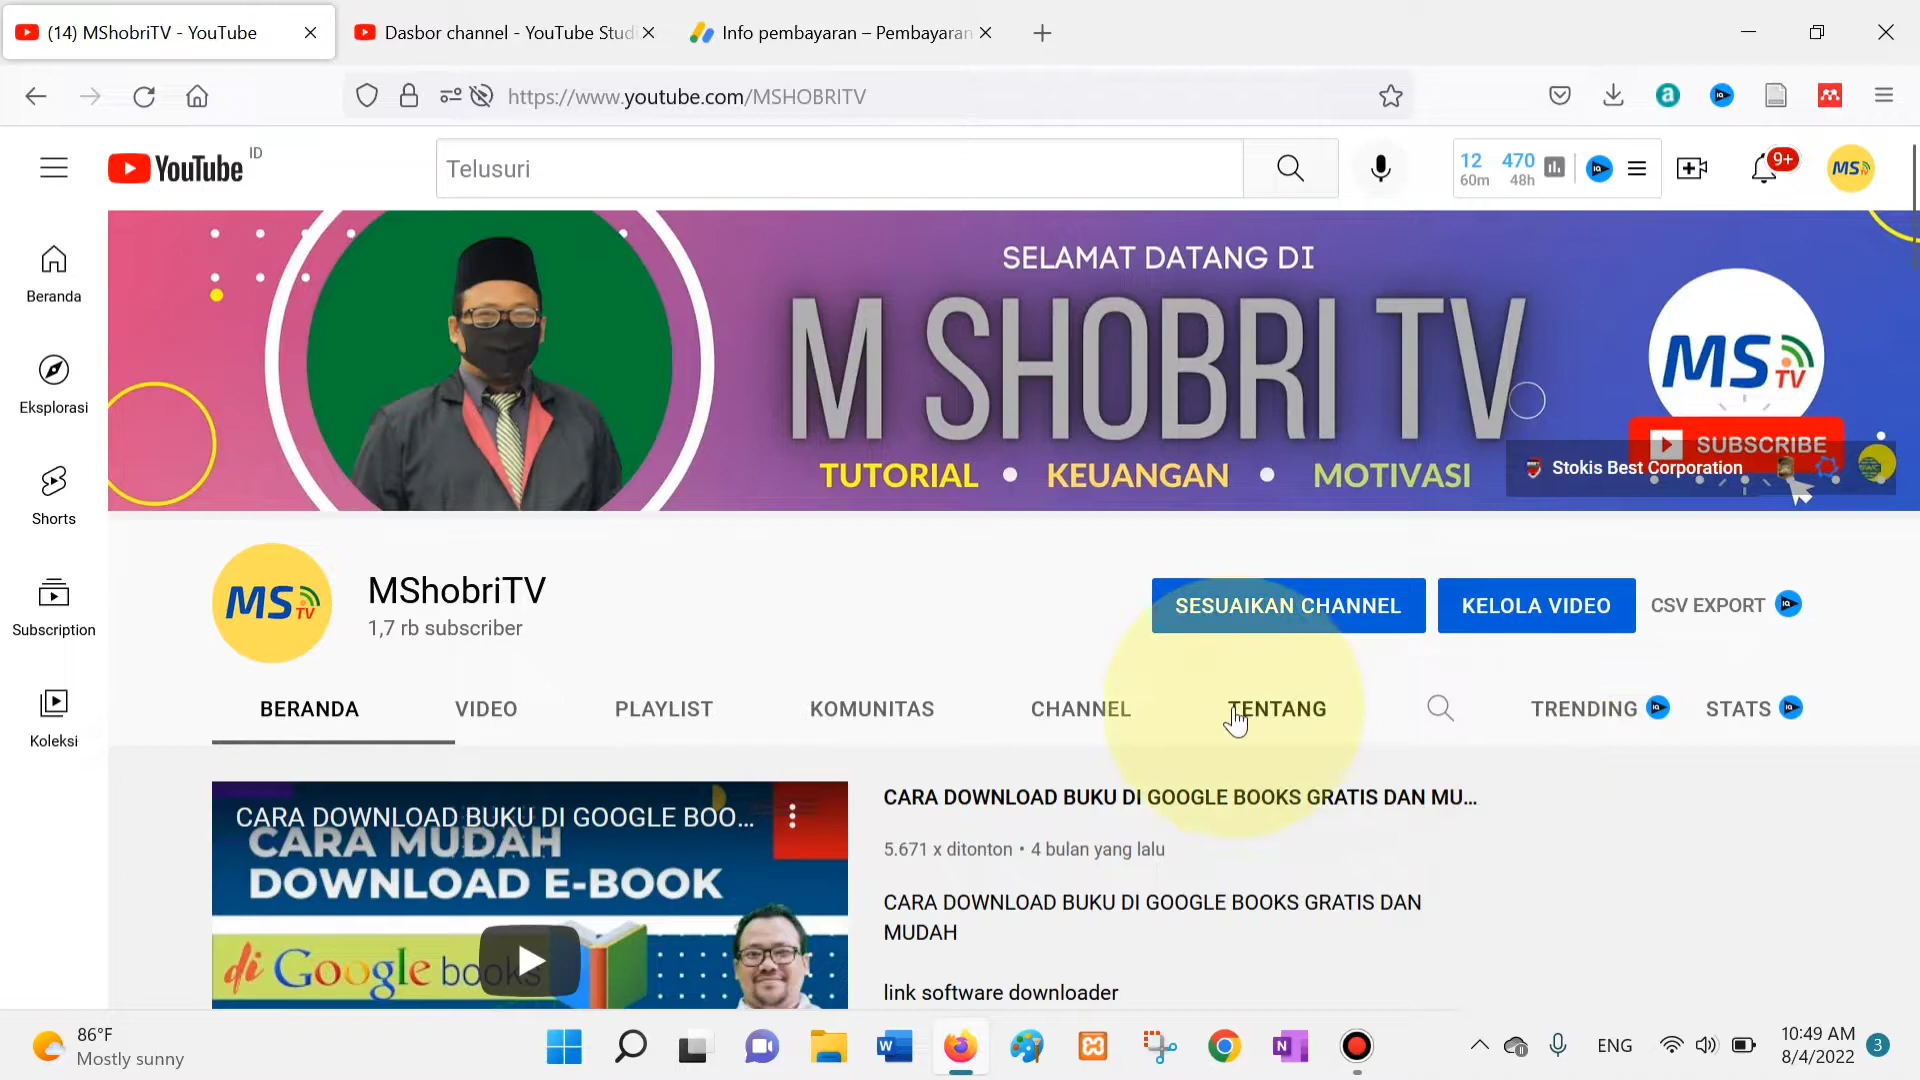 (14) MShobriTV - YouTube
Dasbor channel - YouTube Stud
Info pembayaran – Pembayaran
https://www.youtube.com/MSHOBRITV
YouTube ID
Telusuri
12 470
60m 48h
9+
MS
Beranda
Eksplorasi
Shorts
Subscription
Koleksi
SELAMAT DATANG DI
M SHOBRI TV
TUTORIAL • KEUANGAN • MOTIVASI
MS TV
SUBSCRIBE
Stokis Best Corporation
MS TV
MShobriTV
1,7 rb subscriber
SESUAIKAN CHANNEL
KELOLA VIDEO
CSV EXPORT
BERANDA
VIDEO
PLAYLIST
KOMUNITAS
CHANNEL
TENTANG
TRENDING
STATS
CARA DOWNLOAD BUKU DI GOOGLE BOO...
CARA MUDAH
DOWNLOAD E-BOOK
di Google books
CARA DOWNLOAD BUKU DI GOOGLE BOOKS GRATIS DAN MU...
5.671 x ditonton • 4 bulan yang lalu
CARA DOWNLOAD BUKU DI GOOGLE BOOKS GRATIS DAN
MUDAH
link software downloader
86°F
Mostly sunny
ENG
10:49 AM
8/4/2022
3